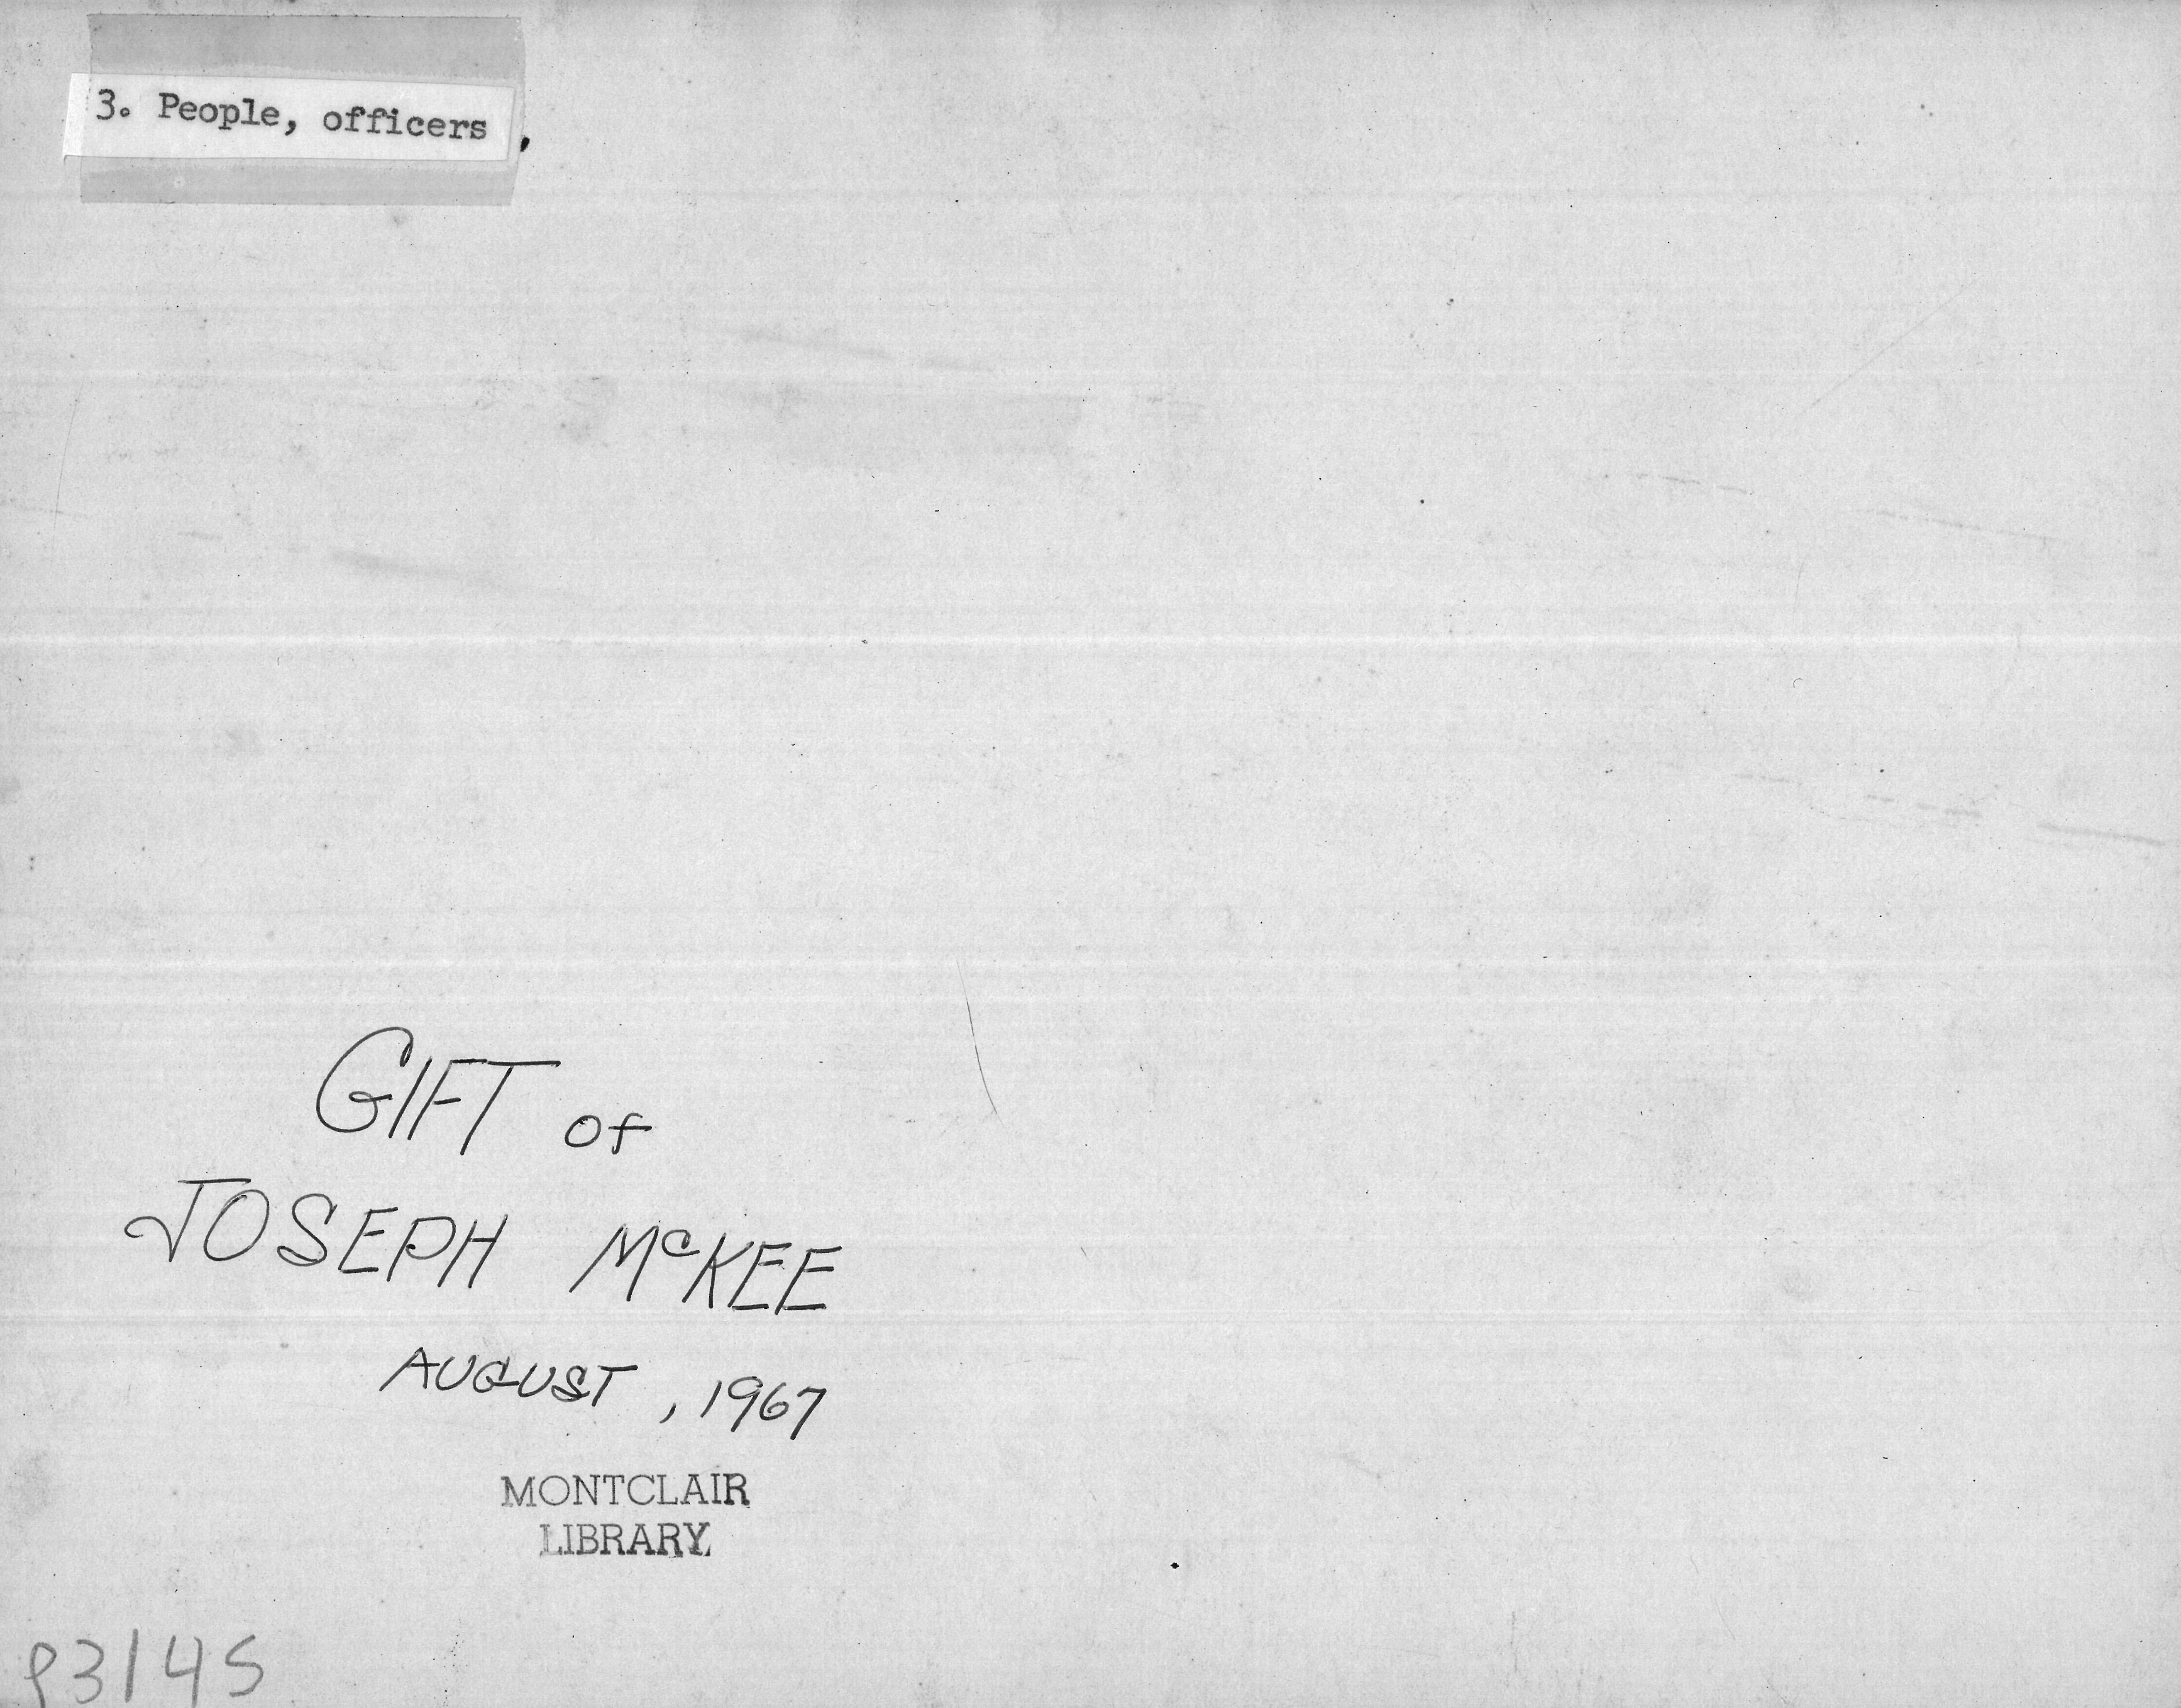 3. People, officers ,
GIFT of
JOSEPH McKEE
AUGUST, 1967
MONTCLAIR
LIBRARY
p3145